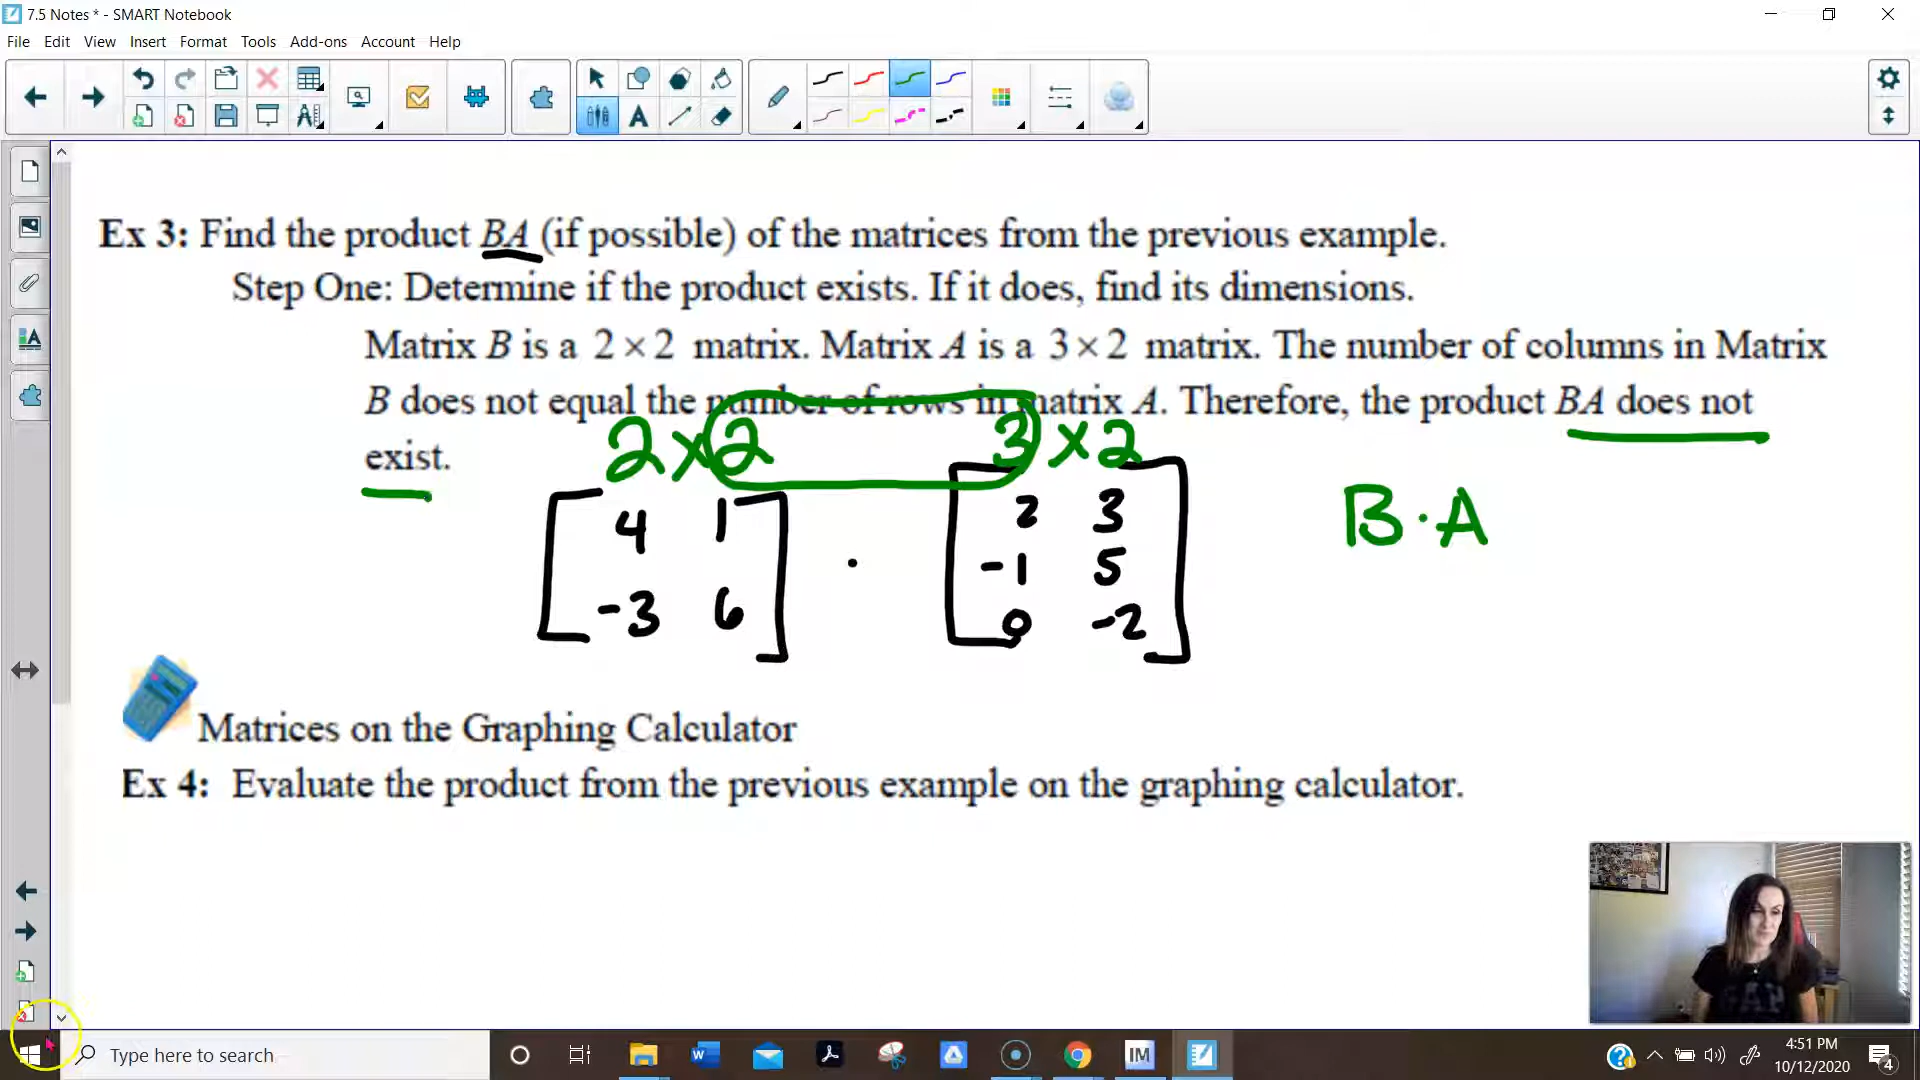 7.5 Notes * - SMART Notebook
File Edit View Insert Format Tools Add-ons Account Help
Ex 3: Find the product BA (if possible) of the matrices from the previous example.
Step One: Determine if the product exists. If it does, find its dimensions.
Matrix B is a 2 × 2 matrix. Matrix A is a 3 × 2 matrix. The number of columns in Matrix
B does not equal the number of rows in matrix A. Therefore, the product BA does not
exist.
2 x 2 3 x 2
4 1 2 3
B · A
· -1 5
-3 6 0 -2
Matrices on the Graphing Calculator
Ex 4: Evaluate the product from the previous example on the graphing calculator.
Type here to search
IM
4:51 PM
10/12/2020
4